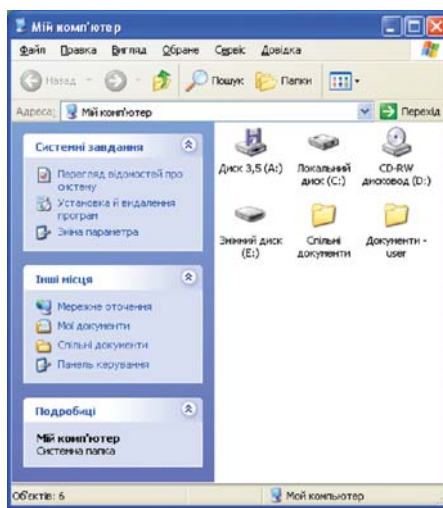 Мій комп'ютер
Файл Правка Вигляд Обране Сервіс Довідка
Назад Пошук Папки
Адреса: Мій комп'ютер Перехід
Системні завдання
Перегляд відомостей про
систему
Установка й видалення
програм
Зміна параметра
Інші місця
Мережне оточення
Мої документи
Спільні документи
Панель керування
Подробиці
Мій комп'ютер
Системна папка
Диск 3,5 (A:)
Локальний
диск (C:)
CD-RW
дисковод (D:)
Змінний диск
(E:)
Спільні
документи
Документи -
user
Об'єктів: 6
Мой компьютер